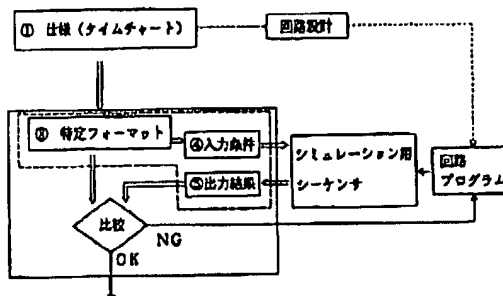 ① 仕様（タイムチャート）
回路設計
② 特定フォーマット
④入力条件
シミュレーション用
シーケンサ
⑤出力結果
回路
プログラム
比較
NG
OK